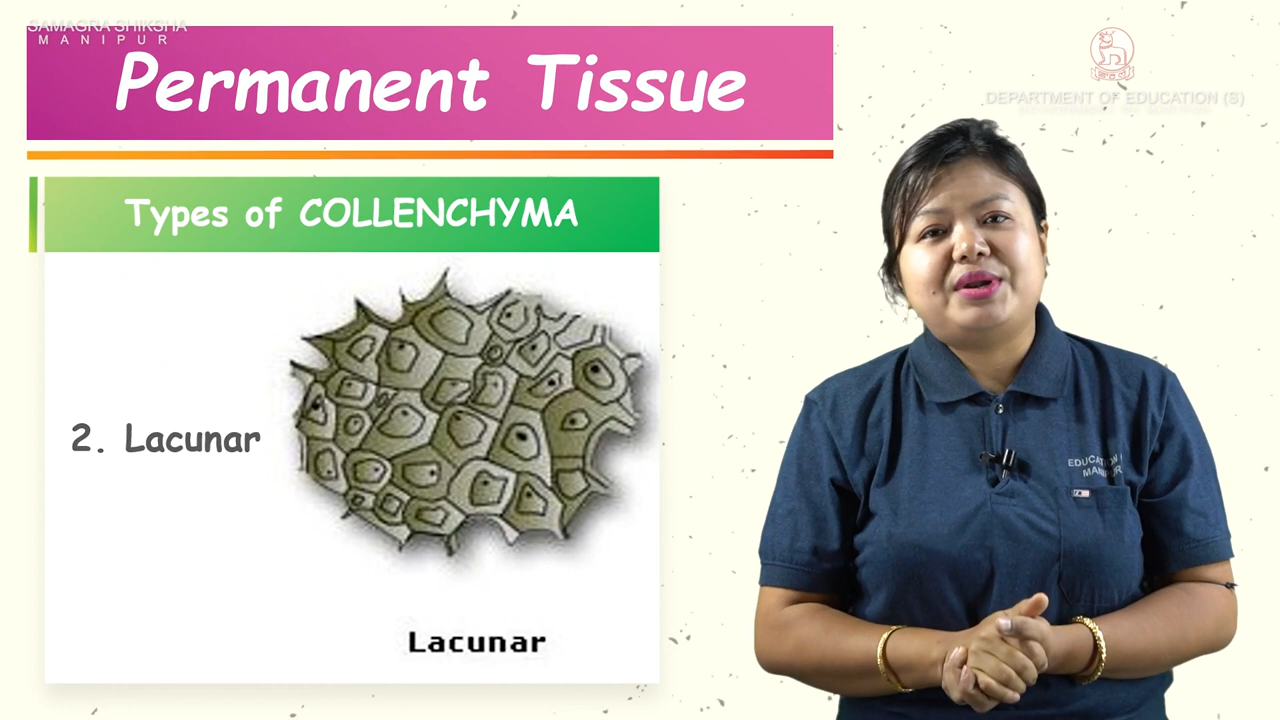 SAMAGRA SHIKSHA
MANIPUR
Permanent Tissue
DEPARTMENT OF EDUCATION (S)
Types of COLLENCHYMA
2. Lacunar
Lacunar
EDUCATION
MANIPUR